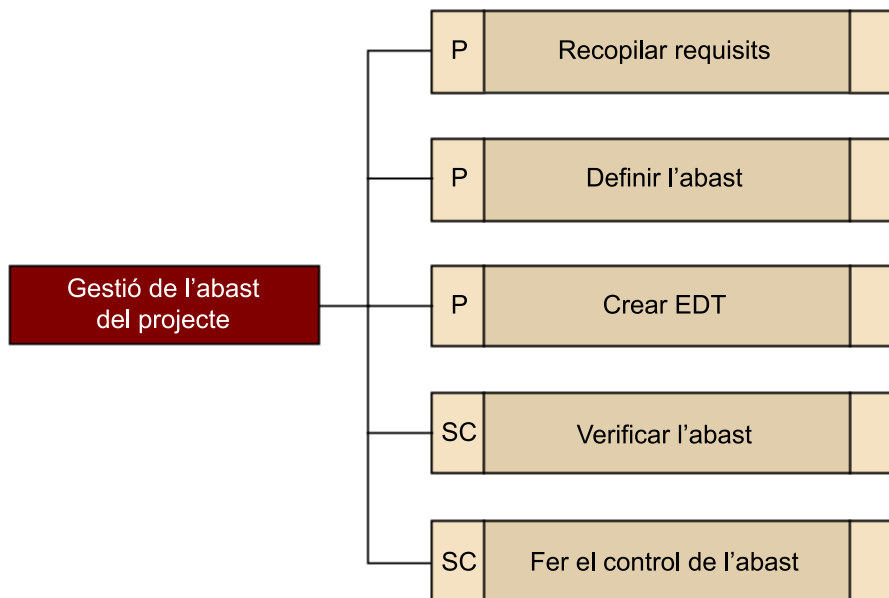 P
Recopilar requisits
P
Definir l’abast
Gestió de l’abast
del projecte
P
Crear EDT
SC
Verificar l’abast
SC
Fer el control de l’abast